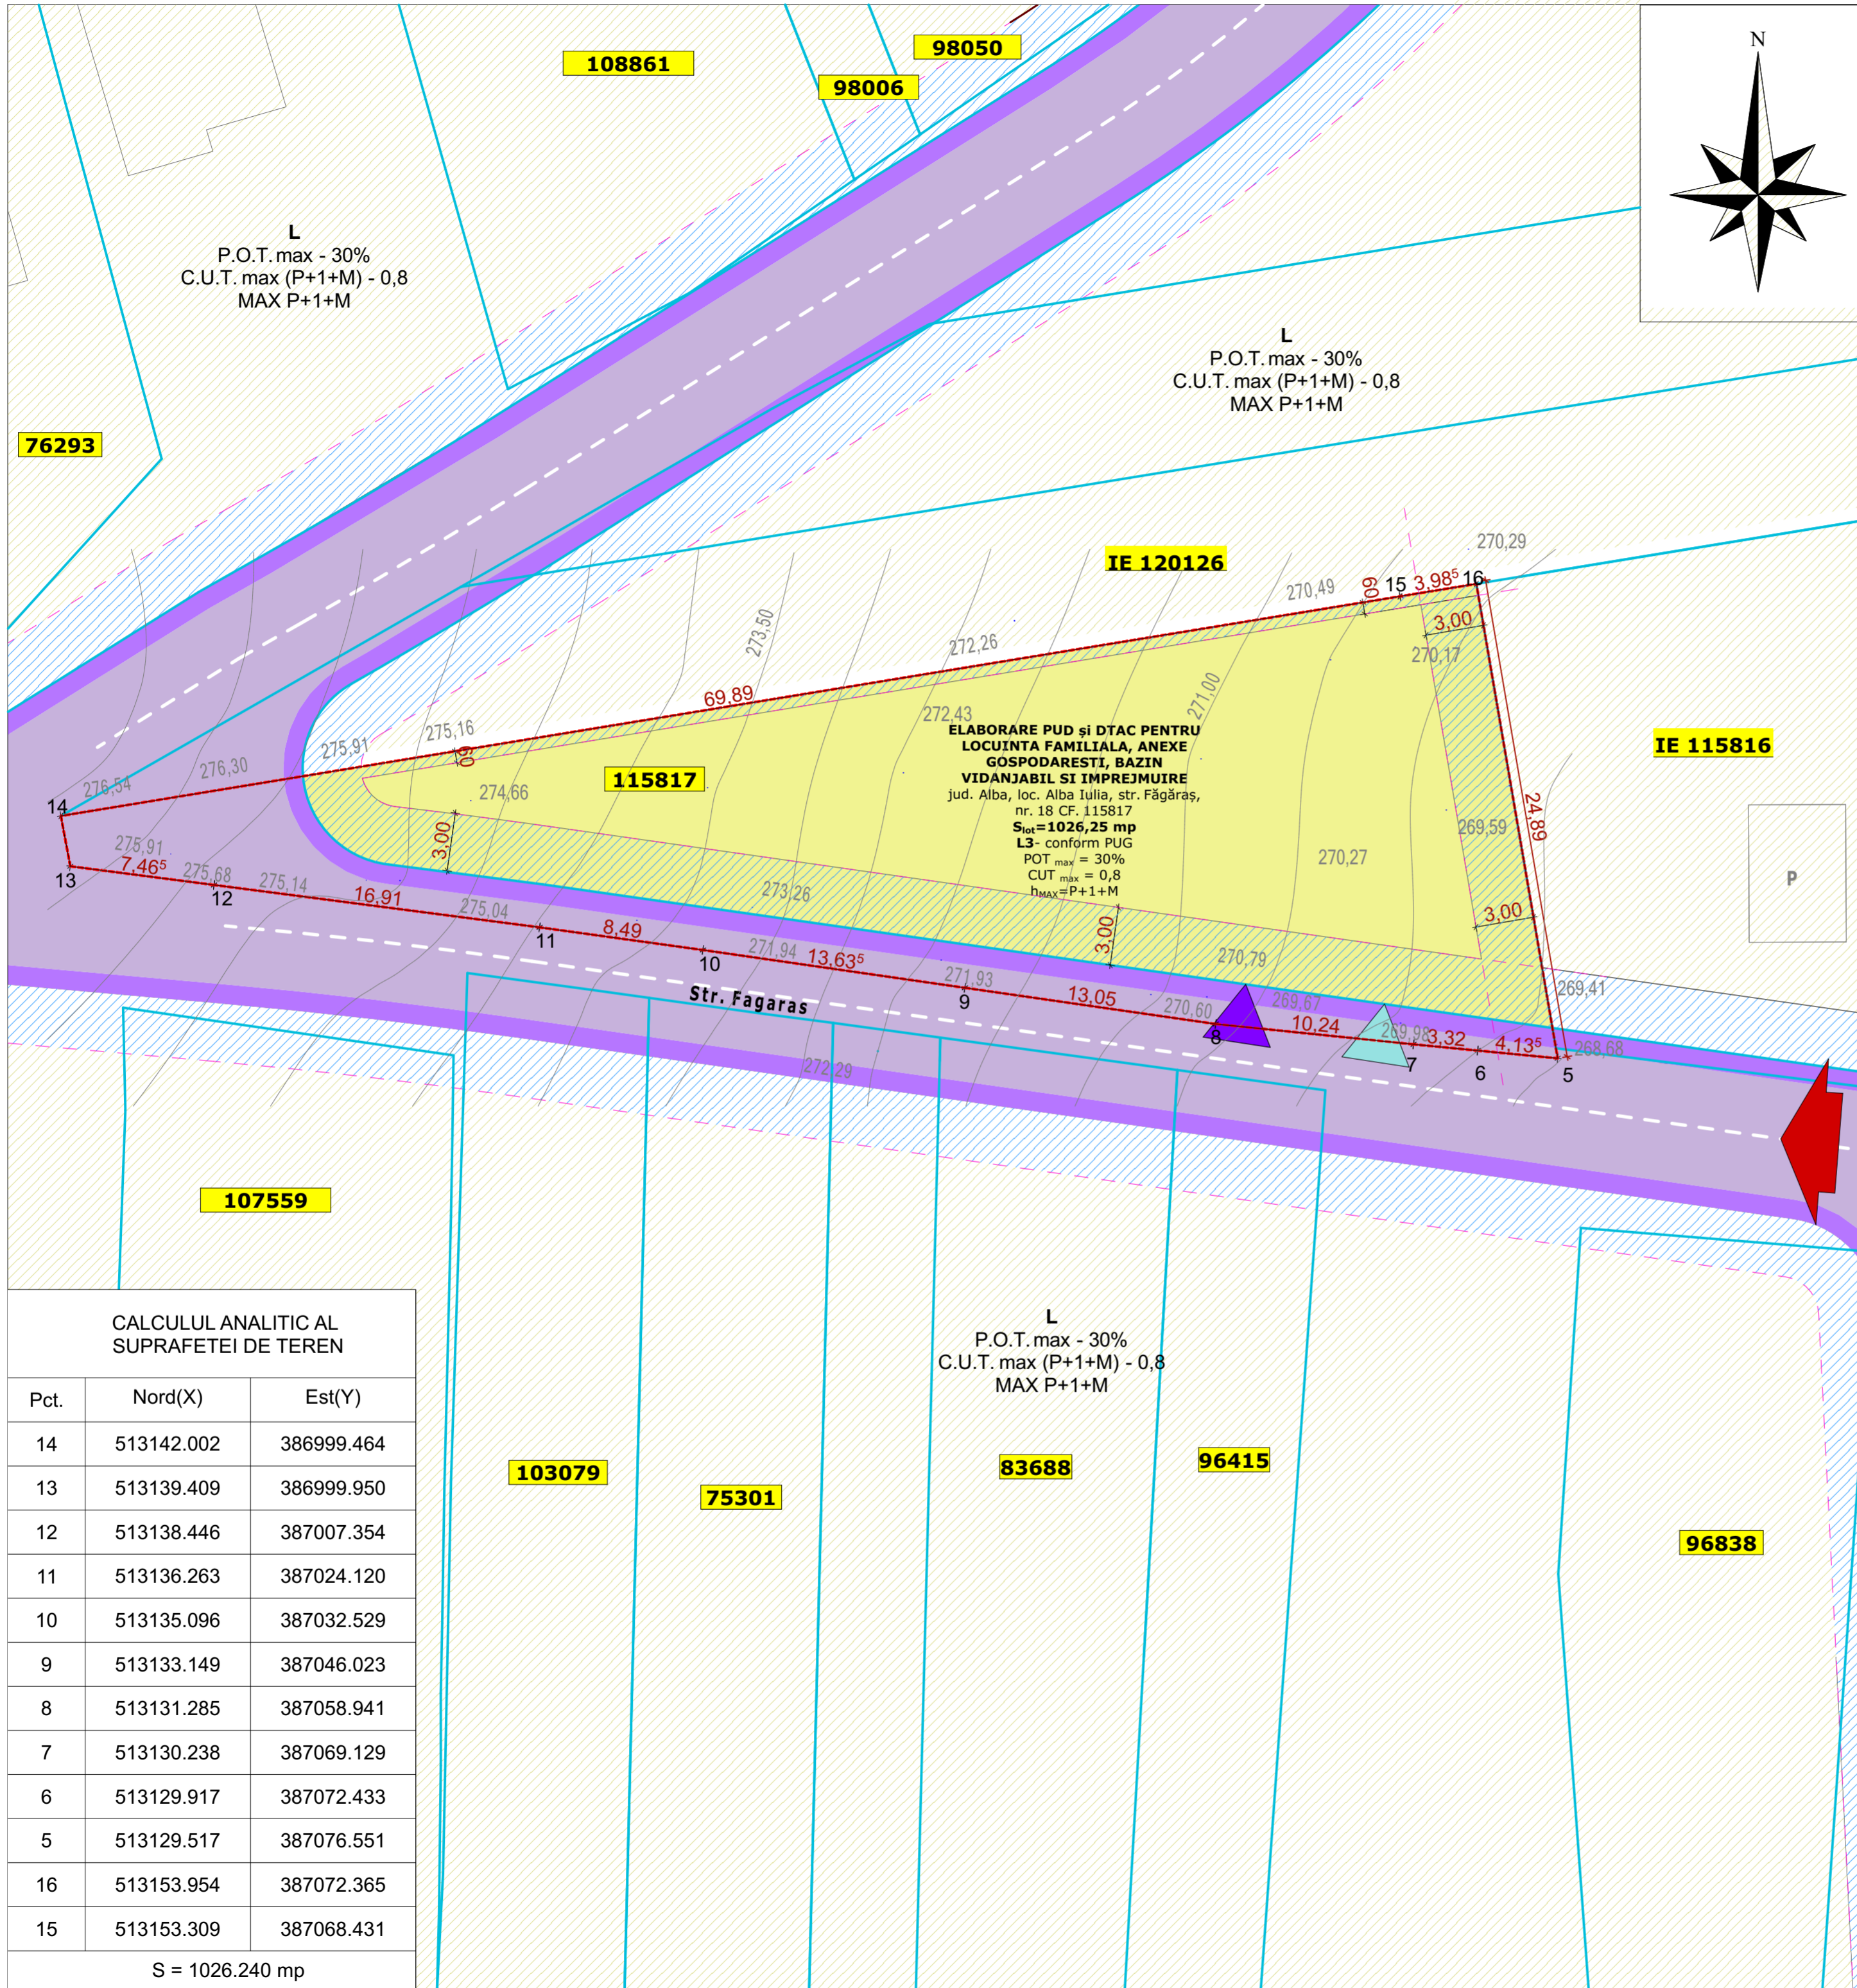 108861
98050
98006
N
L
P.O.T. max - 30%
C.U.T. max (P+1+M) - 0,8
MAX P+1+M
L
P.O.T. max - 30%
C.U.T. max (P+1+M) - 0,8
MAX P+1+M
76293
IE 120126
270,29
270,49
60
15
3,98⁵
16
3,00
270,17
273,50
272,26
69,89
271,00
272,43
275,16
275,91
60
276,30
276,54
14
115817
274,66
ELABORARE PUD și DTAC PENTRU
LOCUINTA FAMILIALA, ANEXE
GOSPODARESTI, BAZIN
VIDANJABIL SI IMPREJMUIRE
jud. Alba, loc. Alba Iulia, str. Făgăraș,
nr. 18 CF. 115817
Slot=1026,25 mp
L3- conform PUG
POT max = 30%
CUT max = 0,8
hMAX=P+1+M
IE 115816
24,89
269,59
270,27
P
3,00
275,91
7,46⁵
13
275,68
12
275,14
16,91
275,04
11
8,49
10
273,26
3,00
3,00
271,94
13,63⁵
271,93
9
13,05
270,79
270,60
8
269,67
10,24
269,98
7
3,32
6
4,13⁵
5
268,68
269,41
Str. Fagaras
272,29
107559
L
P.O.T. max - 30%
C.U.T. max (P+1+M) - 0,8
MAX P+1+M
103079
75301
83688
96415
96838
CALCULUL ANALITIC AL
SUPRAFETEI DE TEREN
Pct. Nord(X) Est(Y)
14 513142.002 386999.464
13 513139.409 386999.950
12 513138.446 387007.354
11 513136.263 387024.120
10 513135.096 387032.529
9 513133.149 387046.023
8 513131.285 387058.941
7 513130.238 387069.129
6 513129.917 387072.433
5 513129.517 387076.551
16 513153.954 387072.365
15 513153.309 387068.431
S = 1026.240 mp